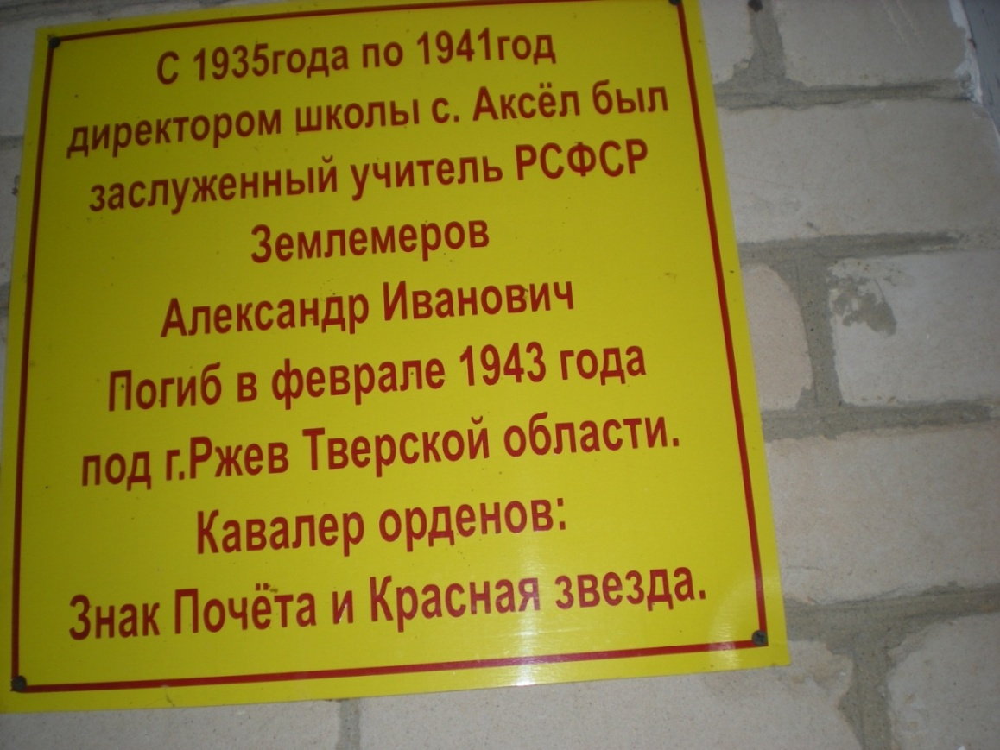 С 1935года по 1941год
директором школы с. Аксёл был
заслуженный учитель РСФСР
Землемеров
Александр Иванович
Погиб в феврале 1943 года
под г.Ржев Тверской области.
Кавалер орденов:
Знак Почёта и Красная звезда.